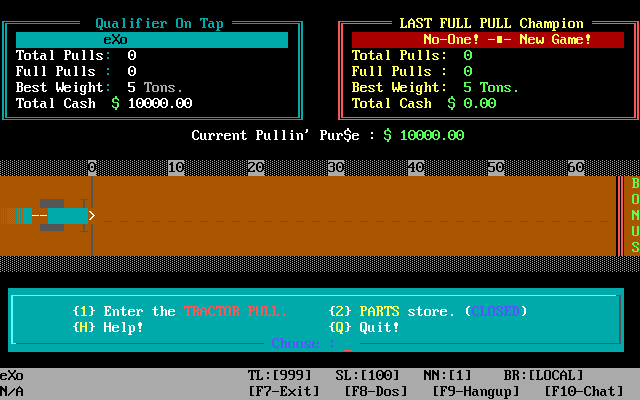 Qualifier On Tap
eXo
Total Pulls: 0
Full Pulls : 0
Best Weight: 5 Tons.
Total Cash $ 10000.00
LAST FULL PULL Champion
No-One! -■- New Game!
Total Pulls: 0
Full Pulls : 0
Best Weight: 5 Tons.
Total Cash $ 0.00
Current Pullin' Pur$e : $ 10000.00
0 10 20 30 40 50 60
BONUS
{1} Enter the TRACTOR PULL. {2} PARTS store. (CLOSED)
{H} Help! {Q} Quit!
Choose : _
eXo TL:[999] SL:[100] NN:[1] BR:[LOCAL]
N/A [F7-Exit] [F8-Dos] [F9-Hangup] [F10-Chat]